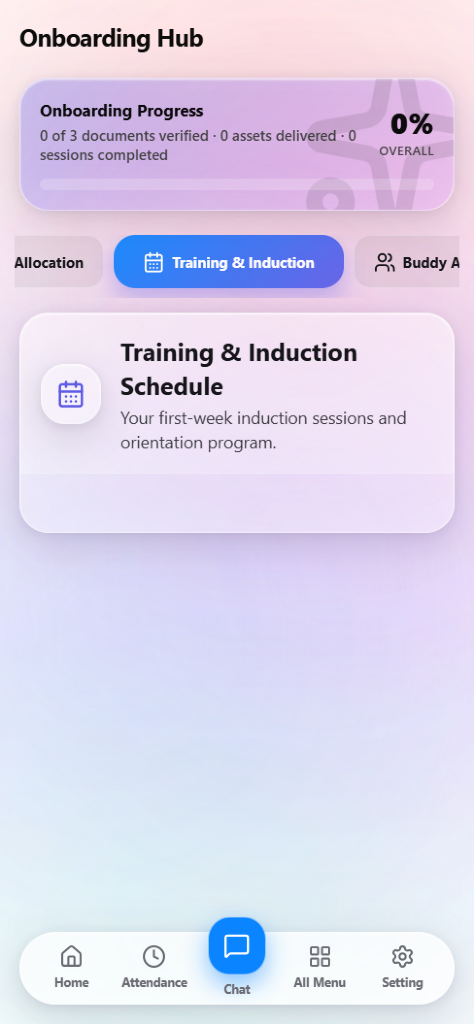 Onboarding Hub
Onboarding Progress
0 of 3 documents verified · 0 assets delivered · 0
sessions completed
0%
OVERALL
Allocation
Training & Induction
Buddy A
Training & Induction
Schedule
Your first-week induction sessions and
orientation program.
Home
Attendance
Chat
All Menu
Setting